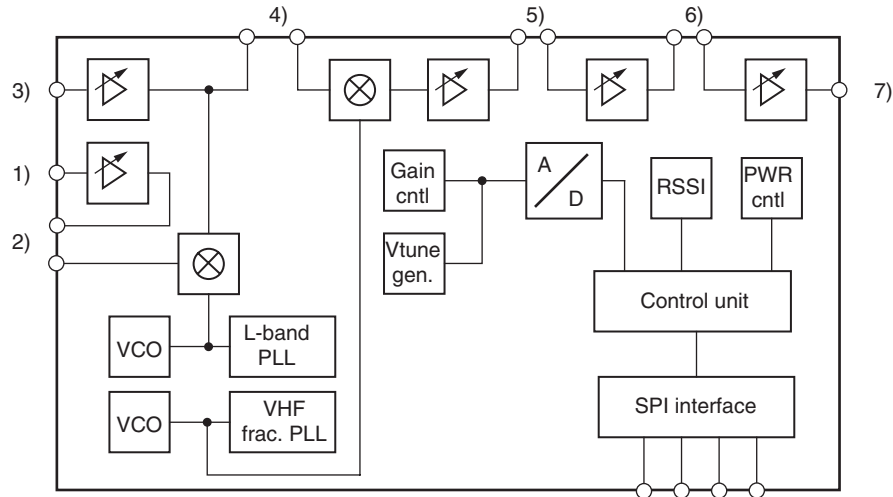 4)
5)
6)
3)
7)
1)
2)
Gain
cntl
A
D
RSSI
PWR
cntl
Vtune
gen.
Control unit
VCO
L-band
PLL
VCO
VHF
frac. PLL
SPI interface